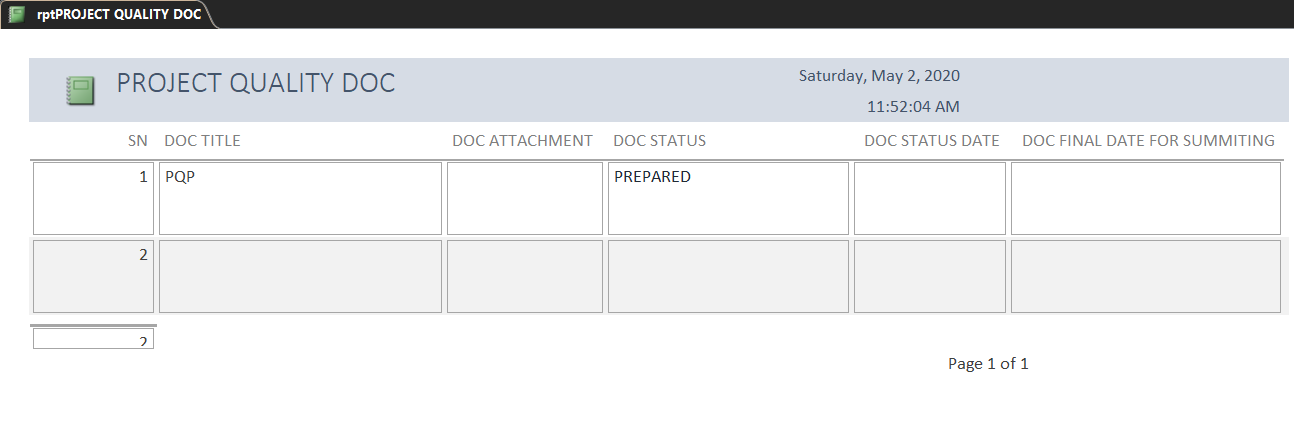 rptPROJECT QUALITY DOC
PROJECT QUALITY DOC
Saturday, May 2, 2020
11:52:04 AM
SN DOC TITLE DOC ATTACHMENT DOC STATUS DOC STATUS DATE DOC FINAL DATE FOR SUMMITING
1 PQP PREPARED
2
2
Page 1 of 1